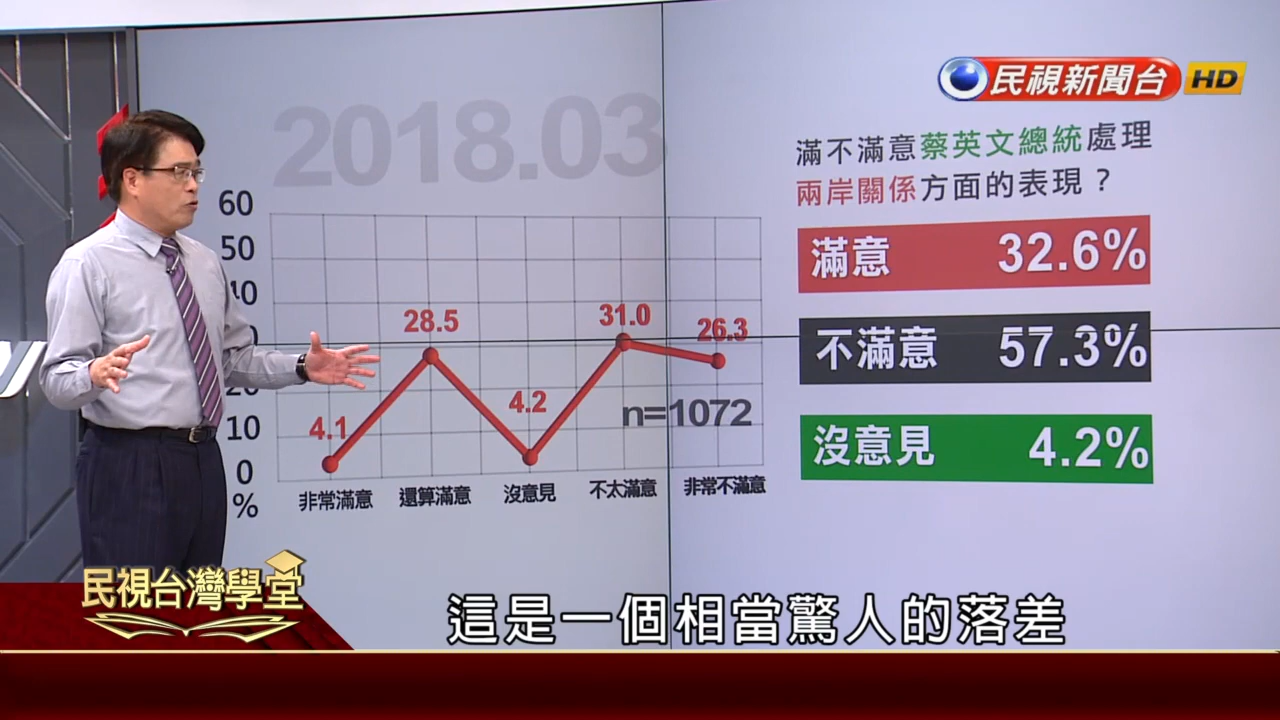 民視新聞台 HD
2018.03
滿不滿意蔡英文總統處理
兩岸關係方面的表現？
滿意 32.6%
不滿意 57.3%
沒意見 4.2%
60
50
40
10
0
%
4.1
28.5
4.2
31.0
26.3
n=1072
非常滿意 還算滿意 沒意見 不太滿意 非常不滿意
民視台灣學堂
這是一個相當驚人的落差